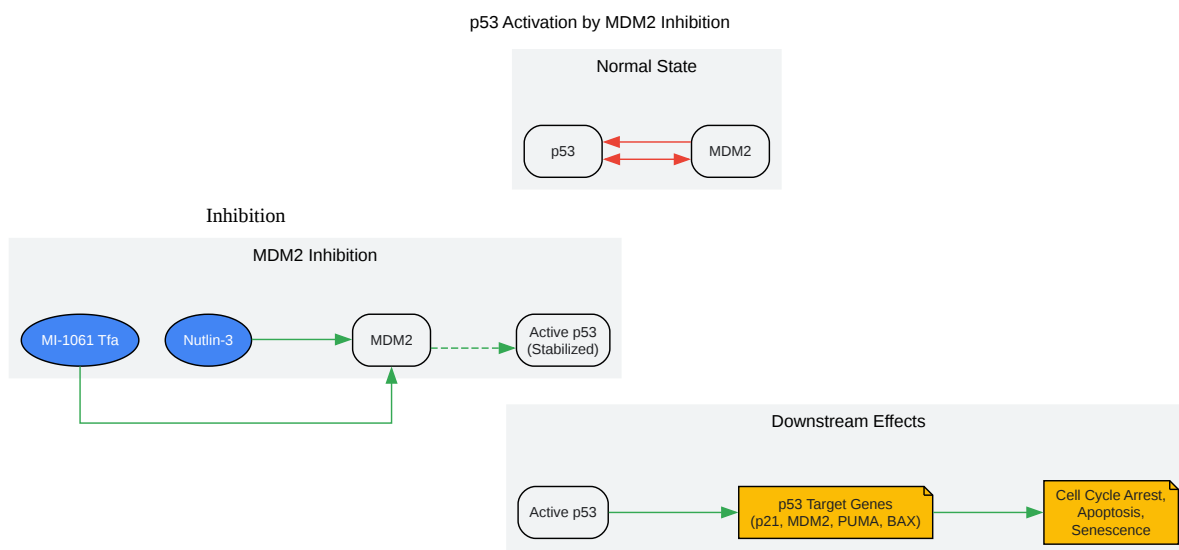 p53 Activation by MDM2 Inhibition
Normal State
p53
MDM2
Inhibition
MDM2 Inhibition
MI-1061 Tfa
Nutlin-3
MDM2
Active p53
(Stabilized)
Downstream Effects
Active p53
p53 Target Genes
(p21, MDM2, PUMA, BAX)
Cell Cycle Arrest,
Apoptosis,
Senescence